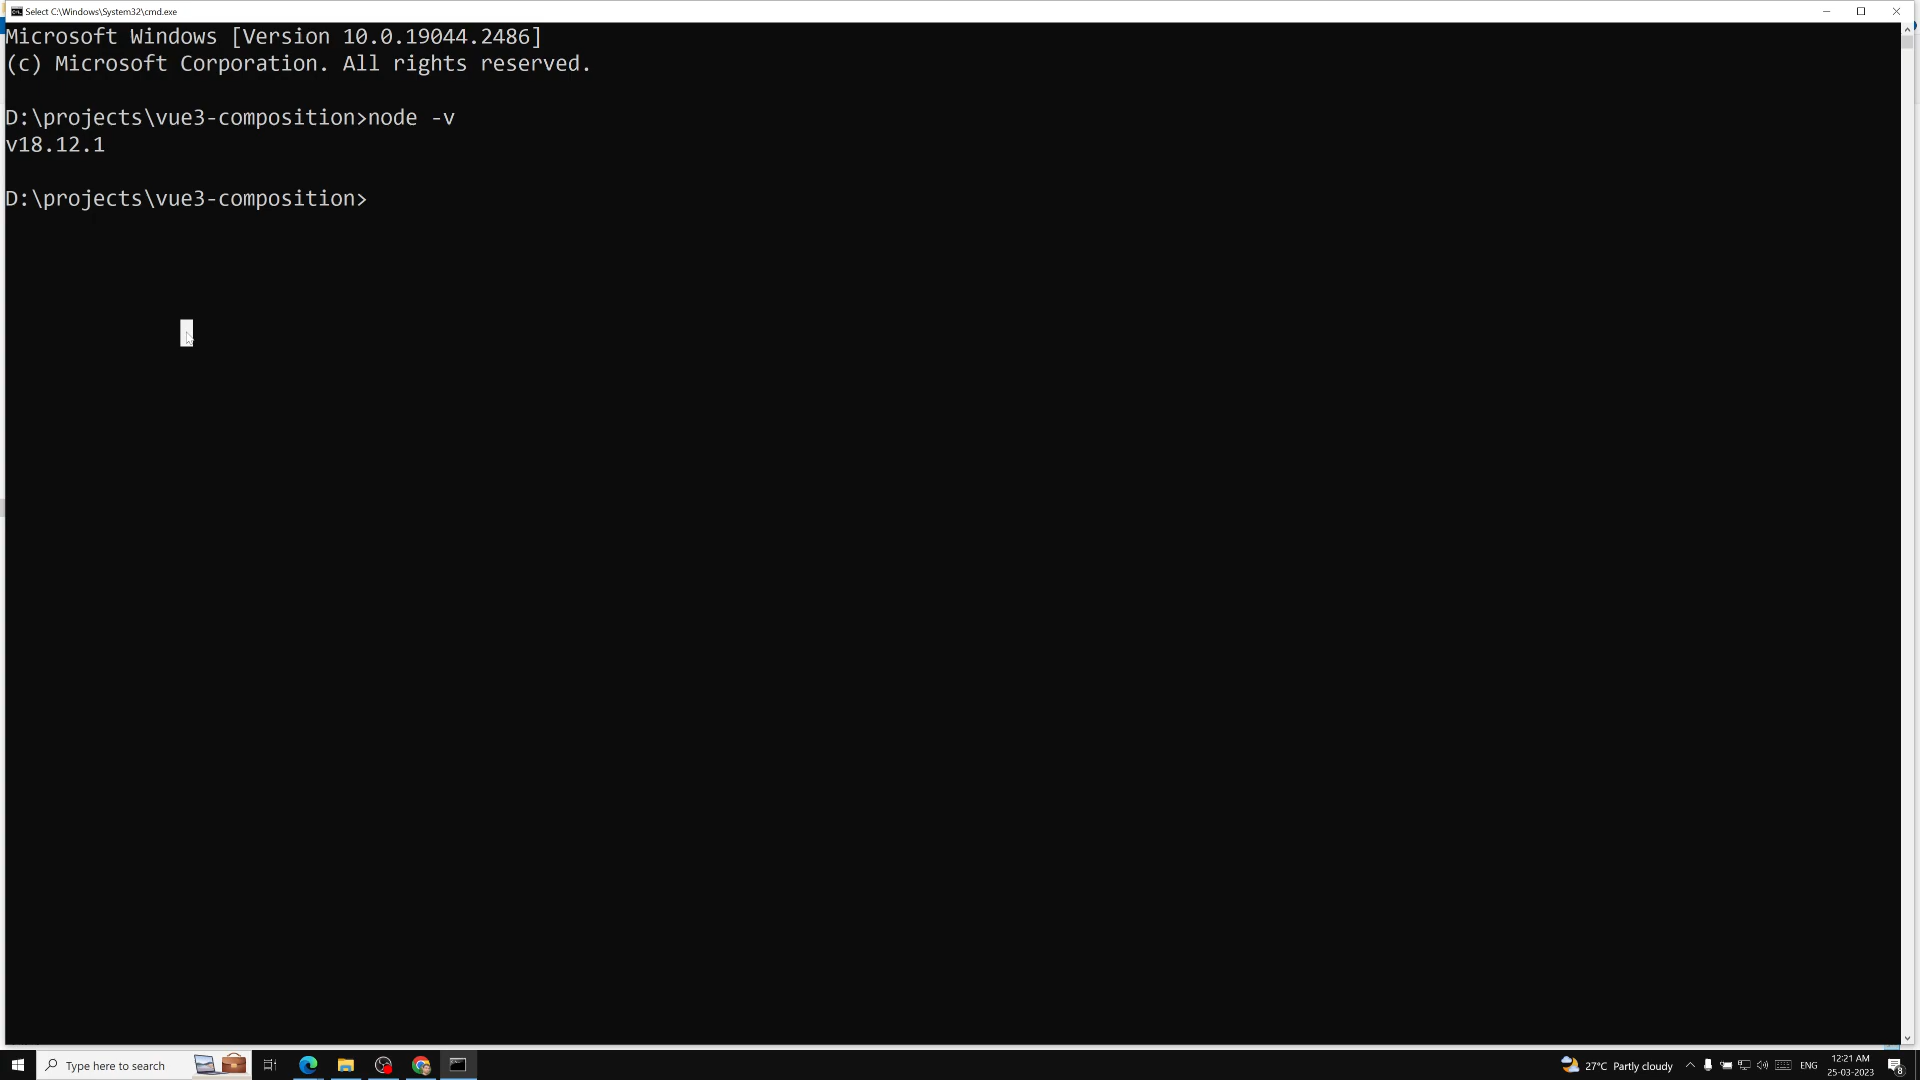 Select C:\Windows\System32\cmd.exe
Microsoft Windows [Version 10.0.19044.2486]
(c) Microsoft Corporation. All rights reserved.
D:\projects\vue3-composition>node -v
v18.12.1
D:\projects\vue3-composition>
Type here to search
27°C Partly cloudy
ENG
12:21 AM
25-03-2023
8